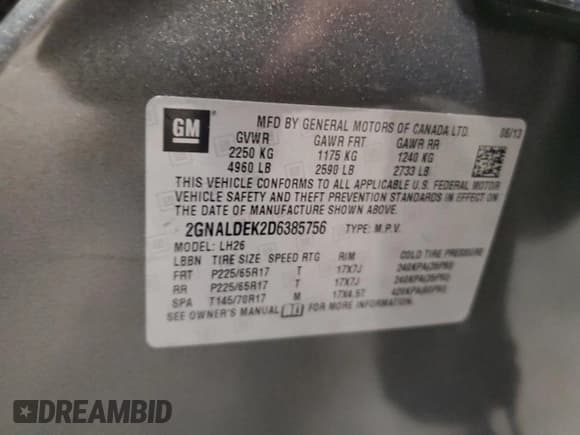 GM
MFD BY GENERAL MOTORS OF CANADA LTD. 06/13
GVWR GAWR FRT GAWR RR
2250 KG 1175 KG 1240 KG
4960 LB 2590 LB 2733 LB
THIS VEHICLE CONFORMS TO ALL APPLICABLE U.S. FEDERAL MOTOR
VEHICLE SAFETY AND THEFT PREVENTION STANDARDS IN EFFECT ON
THE DATE OF MANUFACTURE SHOWN ABOVE.
2GNALDEK2D6385756 TYPE: M.P.V.
MODEL: LH26
LBBN TIRE SIZE SPEED RTG RIM COLD TIRE PRESSURE
FRT P225/65R17 T 17X7J 240KPA(35PSI)
RR P225/65R17 T 17X7J 240KPA(35PSI)
SPA T145/70R17 M 17X4.5T 420KPA(60PSI)
SEE OWNER'S MANUAL FOR MORE INFORMATION.
DREAMBID